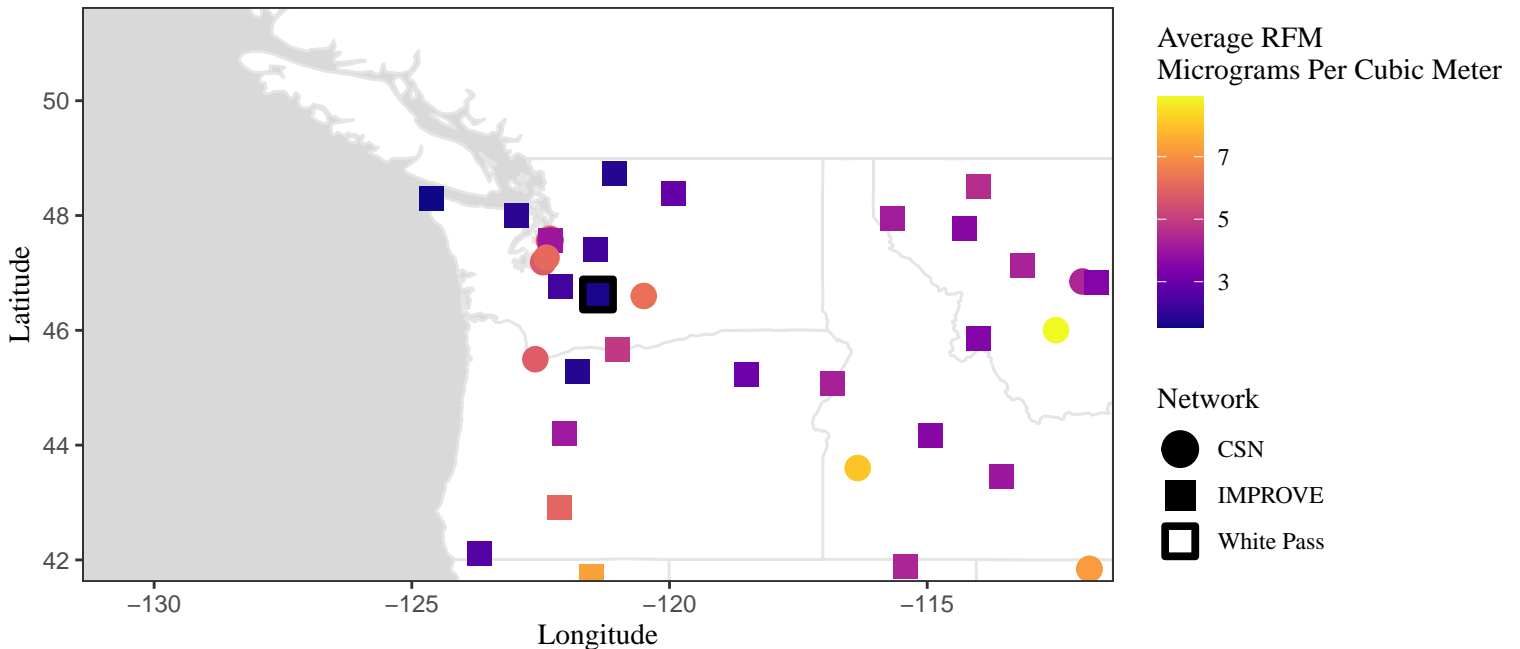 50
48
46
44
42
Latitude
−130
−125
−120
−115
Longitude
Average RFM
Micrograms Per Cubic Meter
7
5
3
Network
CSN
IMPROVE
White Pass